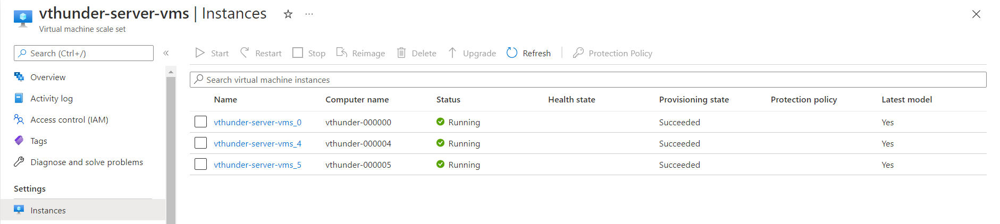 vthunder-server-vms | Instances ☆ ...
Virtual machine scale set
Search (Ctrl+/) «
Overview
Activity log
Access control (IAM)
Tags
Diagnose and solve problems
Settings
Instances
Start Restart Stop Reimage Delete Upgrade Refresh Protection Policy
Search virtual machine instances
Name Computer name Status Health state Provisioning state Protection policy Latest model
vthunder-server-vms_0 vthunder-000000 Running Succeeded Yes
vthunder-server-vms_4 vthunder-000004 Running Succeeded Yes
vthunder-server-vms_5 vthunder-000005 Running Succeeded Yes